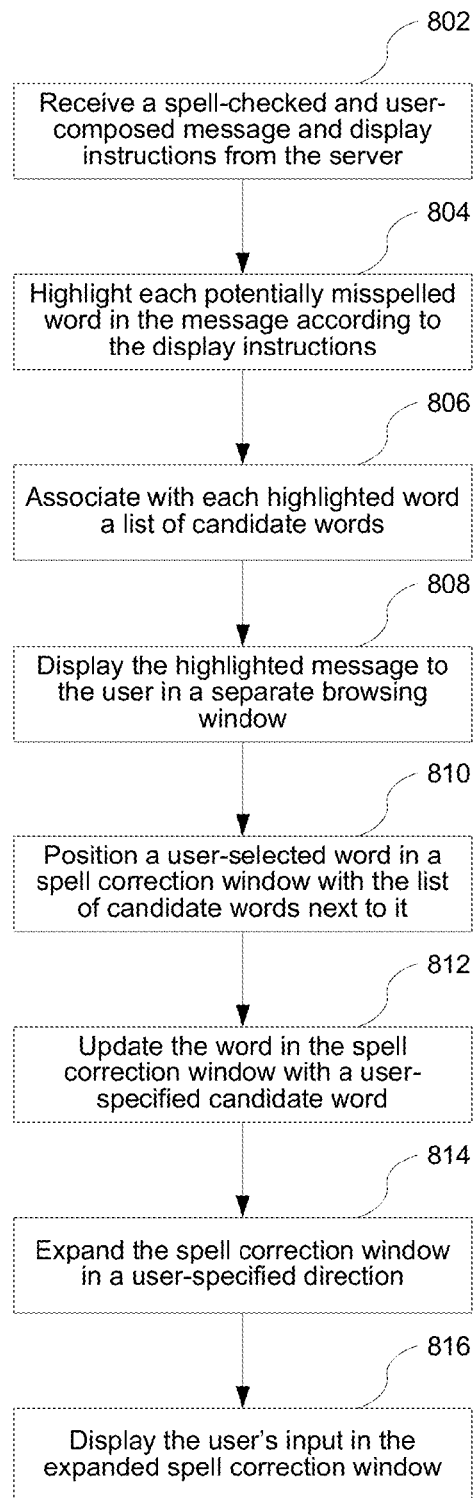 802
Receive a spell-checked and user-
composed message and display
instructions from the server
804
Highlight each potentially misspelled
word in the message according to
the display instructions
806
Associate with each highlighted word
a list of candidate words
808
Display the highlighted message to
the user in a separate browsing
window
810
Position a user-selected word in a
spell correction window with the list
of candidate words next to it
812
Update the word in the spell
correction window with a user-
specified candidate word
814
Expand the spell correction window
in a user-specified direction
816
Display the user's input in the
expanded spell correction window